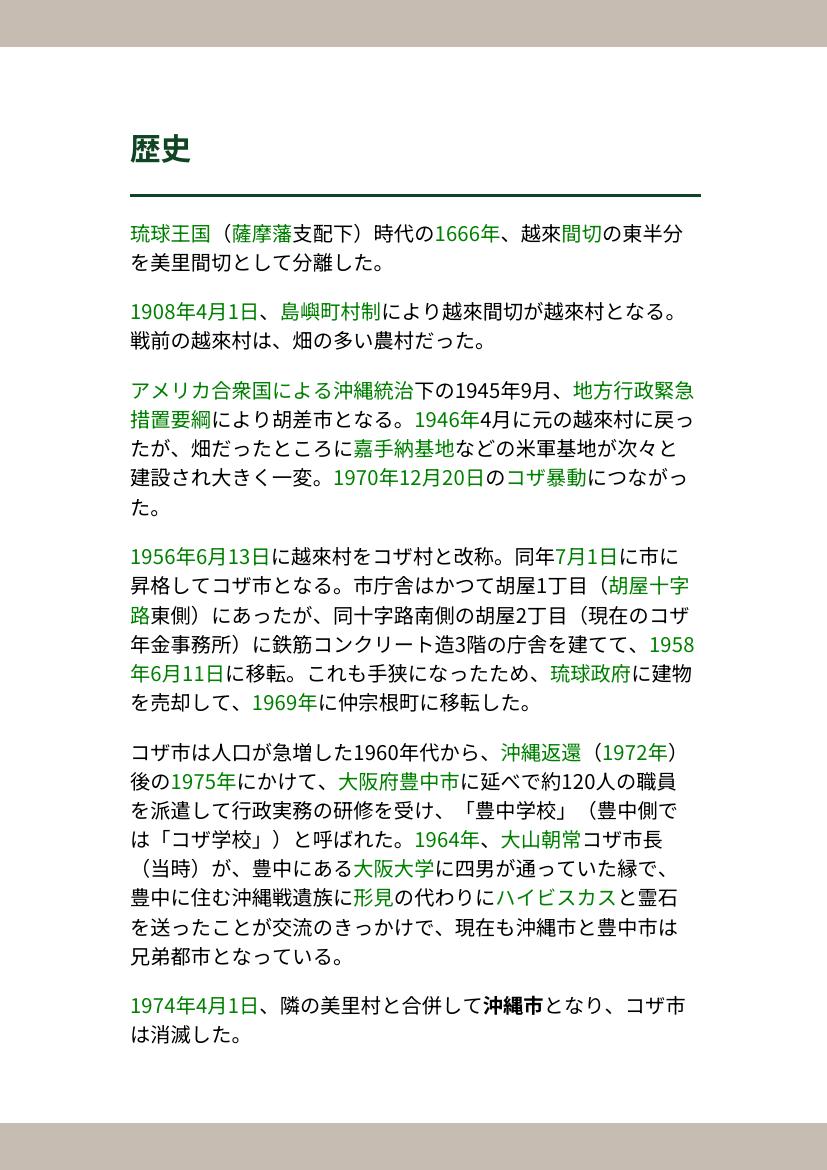 歴史
琉球王国（薩摩藩支配下）時代の1666年、越來間切の東半分
を美里間切として分離した。
1908年4月1日、島嶼町村制により越來間切が越來村となる。
戦前の越來村は、畑の多い農村だった。
アメリカ合衆国による沖縄統治下の1945年9月、地方行政緊急
措置要綱により胡差市となる。1946年4月に元の越來村に戻っ
たが、畑だったところに嘉手納基地などの米軍基地が次々と
建設され大きく一変。1970年12月20日のコザ暴動につながっ
た。
1956年6月13日に越來村をコザ村と改称。同年7月1日に市に
昇格してコザ市となる。市庁舎はかつて胡屋1丁目（胡屋十字
路東側）にあったが、同十字路南側の胡屋2丁目（現在のコザ
年金事務所）に鉄筋コンクリート造3階の庁舎を建てて、1958
年6月11日に移転。これも手狭になったため、琉球政府に建物
を売却して、1969年に仲宗根町に移転した。
コザ市は人口が急増した1960年代から、沖縄返還（1972年）
後の1975年にかけて、大阪府豊中市に延べで約120人の職員
を派遣して行政実務の研修を受け、「豊中学校」（豊中側で
は「コザ学校」）と呼ばれた。1964年、大山朝常コザ市長
（当時）が、豊中にある大阪大学に四男が通っていた縁で、
豊中に住む沖縄戦遺族に形見の代わりにハイビスカスと霊石
を送ったことが交流のきっかけで、現在も沖縄市と豊中市は
兄弟都市となっている。
1974年4月1日、隣の美里村と合併して沖縄市となり、コザ市
は消滅した。